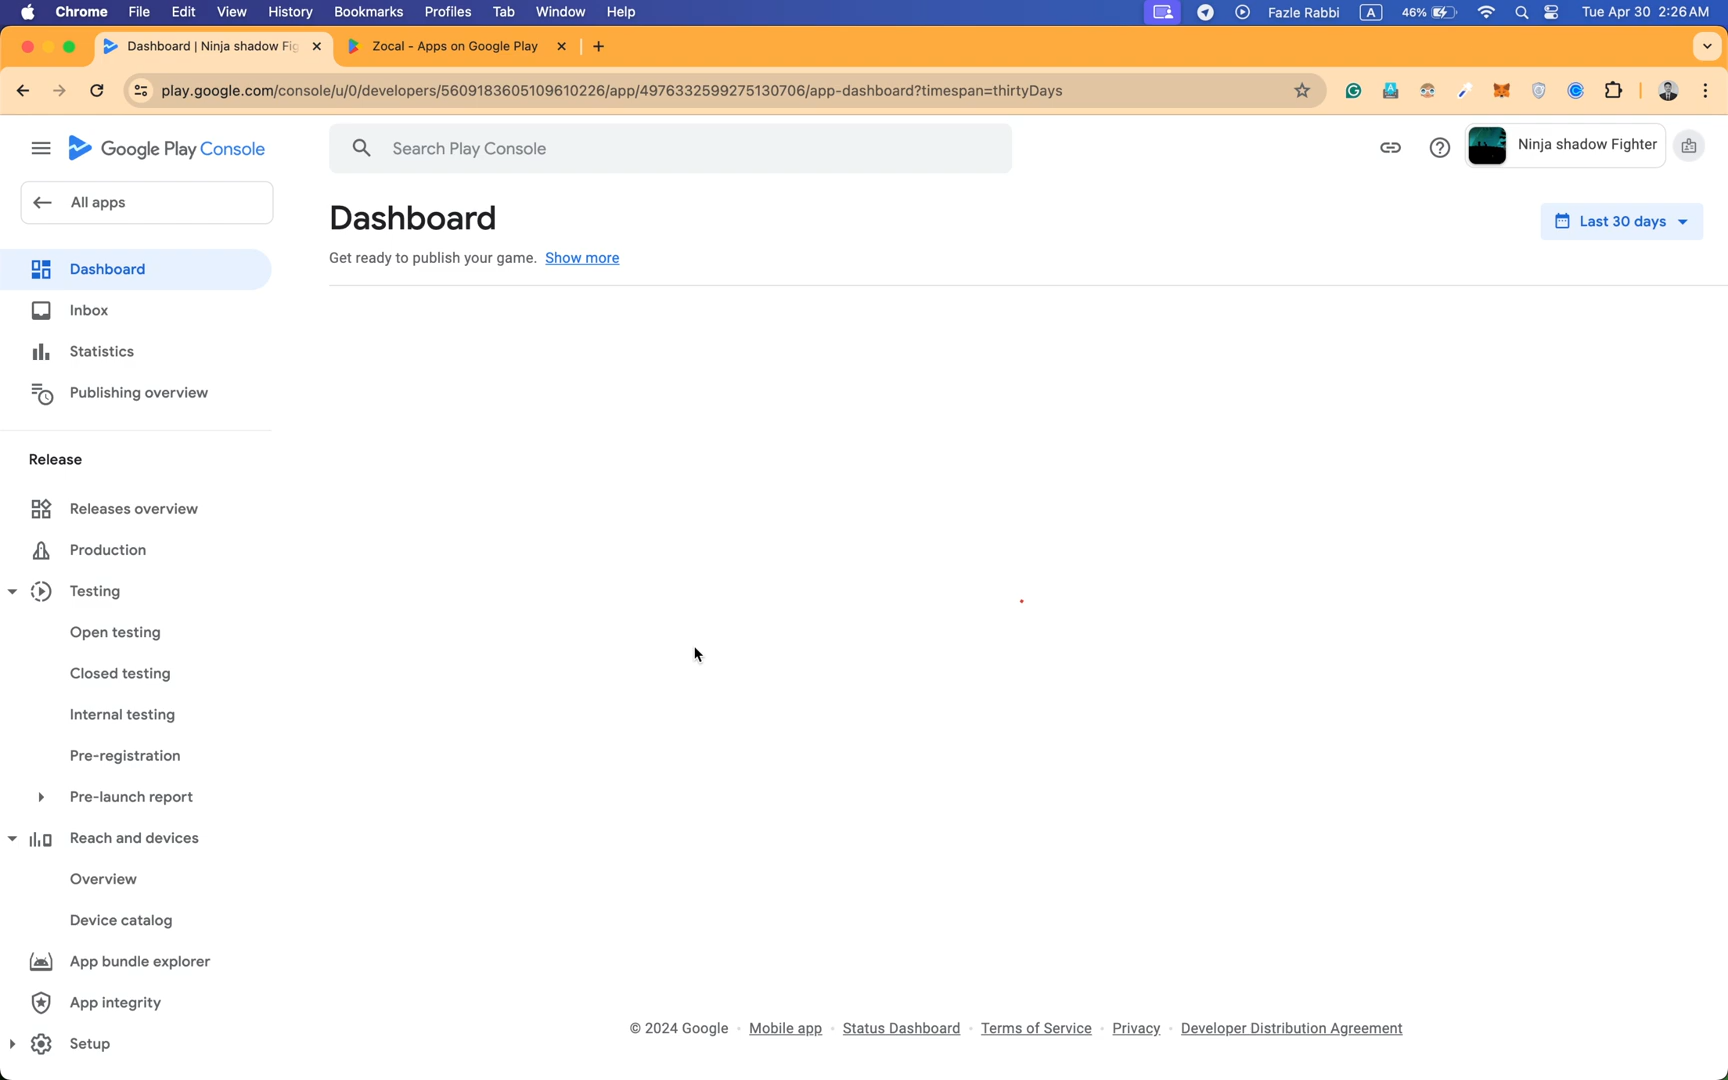 Chrome File Edit View History Bookmarks Profiles Tab Window Help Fazle Rabbi A 46% Tue Apr 30 2:26 AM
Dashboard | Ninja shadow Fig Zocal - Apps on Google Play
play.google.com/console/u/0/developers/5609183605109610226/app/4976332599275130706/app-dashboard?timespan=thirtyDays
Google Play Console
Search Play Console
Ninja shadow Fighter
All apps
Dashboard
Last 30 days
Get ready to publish your game. Show more
Dashboard
Inbox
Statistics
Publishing overview
Release
Releases overview
Production
Testing
Open testing
Closed testing
Internal testing
Pre-registration
Pre-launch report
Reach and devices
Overview
Device catalog
App bundle explorer
App integrity
Setup
© 2024 Google · Mobile app · Status Dashboard · Terms of Service · Privacy · Developer Distribution Agreement